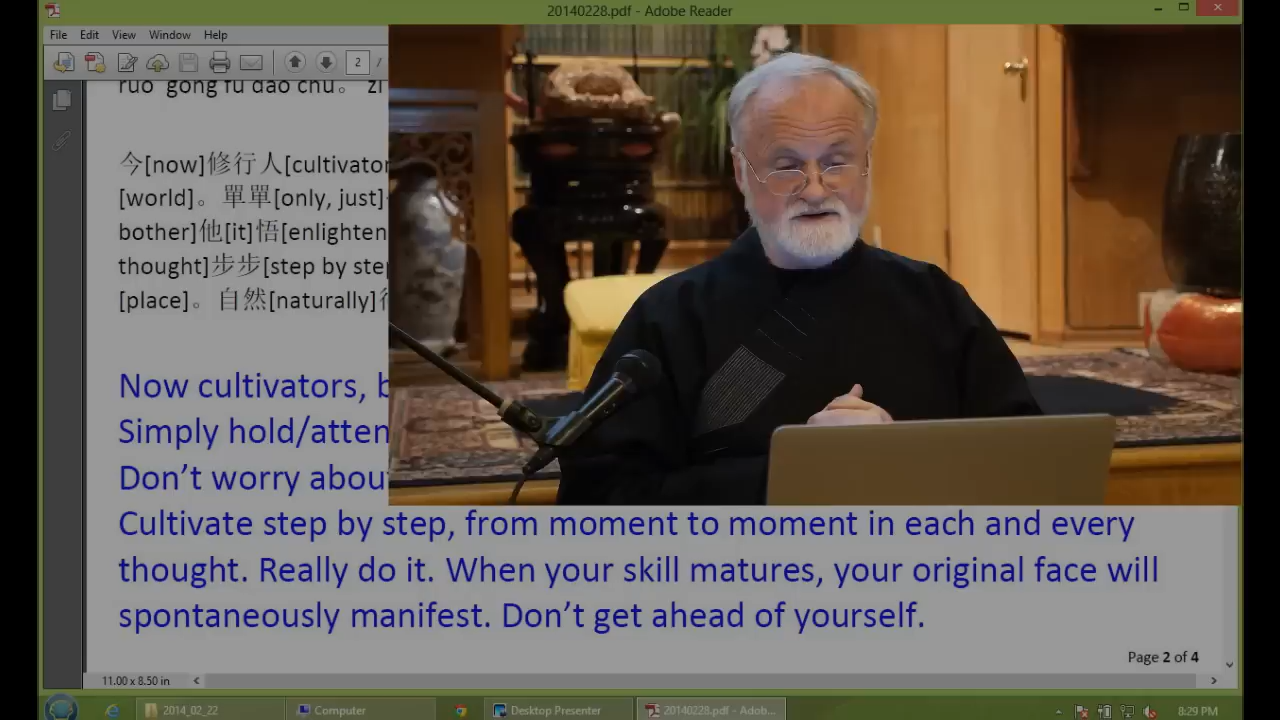 20140228.pdf - Adobe Reader
File Edit View Window Help
2 /
ruo gong fu dao chu。 zi
今[now]修行人[cultivator
[world]。單單[only, just]
bother]他[it]悟[enlighten
thought]步步[step by step
[place]。自然[naturally]
Now cultivators, b
Simply hold/atten
Don’t worry about
Cultivate step by step, from moment to moment in each and every
thought. Really do it. When your skill matures, your original face will
spontaneously manifest. Don’t get ahead of yourself.
Page 2 of 4
11.00 x 8.50 in
2014_02_22 Computer Desktop Presenter 20140228.pdf - Adob... 8:29 PM